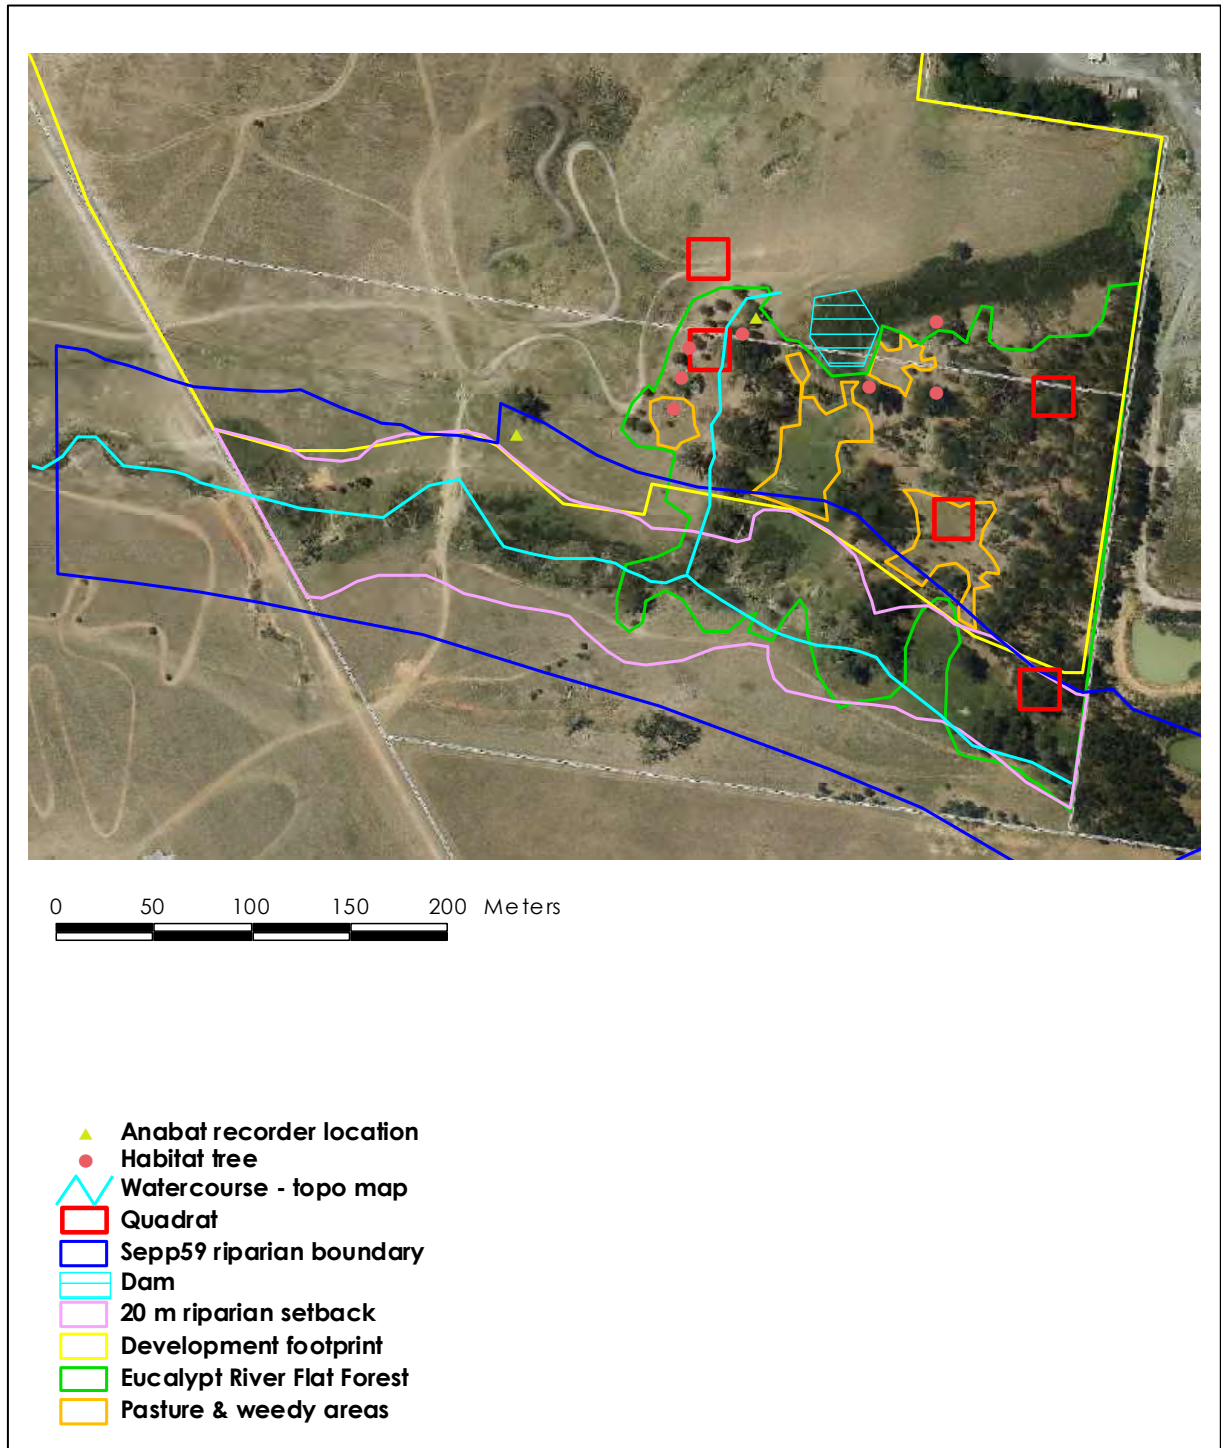 0 50 100 150 200 Meters
Anabat recorder location
Habitat tree
Watercourse - topo map
Quadrat
Sepp59 riparian boundary
Dam
20 m riparian setback
Development footprint
Eucalypt River Flat Forest
Pasture & weedy areas